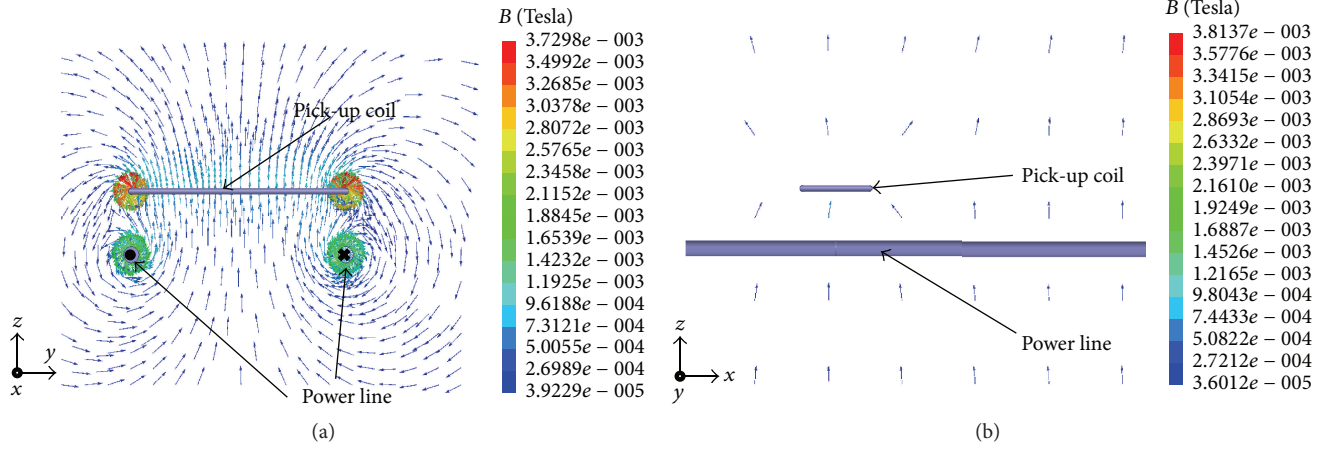 B (Tesla)
3.7298e − 003
3.4992e − 003
3.2685e − 003
3.0378e − 003
2.8072e − 003
2.5765e − 003
2.3458e − 003
2.1152e − 003
1.8845e − 003
1.6539e − 003
1.4232e − 003
1.1925e − 003
9.6188e − 004
7.3121e − 004
5.0055e − 004
2.6989e − 004
3.9229e − 005
Pick-up coil
z
y
x
Power line
(a)
B (Tesla)
3.8137e − 003
3.5776e − 003
3.3415e − 003
3.1054e − 003
2.8693e − 003
2.6332e − 003
2.3971e − 003
2.1610e − 003
1.9249e − 003
1.6887e − 003
1.4526e − 003
1.2165e − 003
9.8043e − 004
7.4433e − 004
5.0822e − 004
2.7212e − 004
3.6012e − 005
Pick-up coil
Power line
z
x
y
(b)